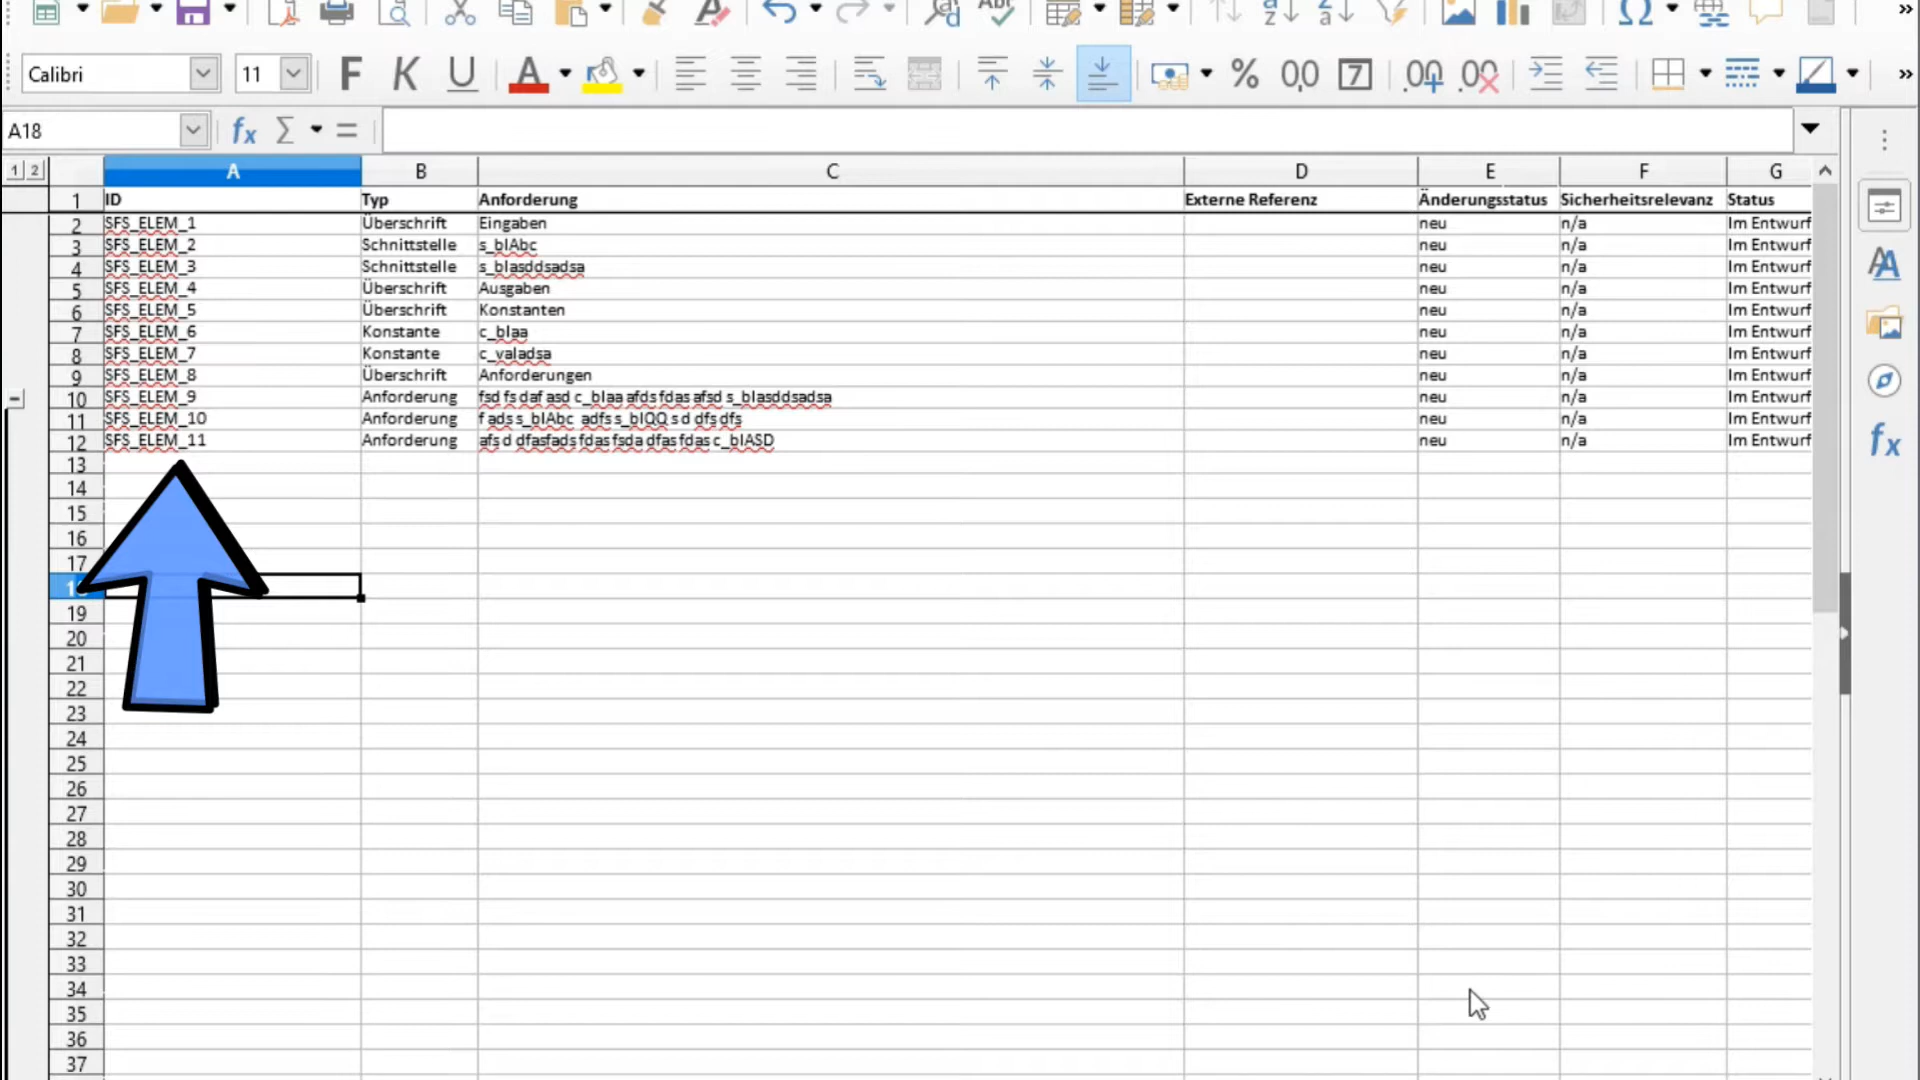 Calibri 11 F K U A % 0,0 7
A18 fx Σ =
1 2 A B C D E F G
1 ID Typ Anforderung Externe Referenz Änderungsstatus Sicherheitsrelevanz Status
2 SFS_ELEM_1 Überschrift Eingaben neu n/a Im Entwurf
3 SFS_ELEM_2 Schnittstelle s_blAbc neu n/a Im Entwurf
4 SFS_ELEM_3 Schnittstelle s_blasddsadsa neu n/a Im Entwurf
5 SFS_ELEM_4 Überschrift Ausgaben neu n/a Im Entwurf
6 SFS_ELEM_5 Überschrift Konstanten neu n/a Im Entwurf
7 SFS_ELEM_6 Konstante c_blaa neu n/a Im Entwurf
8 SFS_ELEM_7 Konstante c_valadsa neu n/a Im Entwurf
9 SFS_ELEM_8 Überschrift Anforderungen neu n/a Im Entwurf
10 SFS_ELEM_9 Anforderung fsd fs daf asd c_blaa afds fdas afsd s_blasddsadsa neu n/a Im Entwurf
11 SFS_ELEM_10 Anforderung f ads s_blAbc adfs s_blQQ s d dfs dfs neu n/a Im Entwurf
12 SFS_ELEM_11 Anforderung afs d dfasfads fdas fsda dfas fdas c_blASD neu n/a Im Entwurf
13
14
15
16
17
19
20
21
22
23
24
25
26
27
28
29
30
31
32
33
34
35
36
37